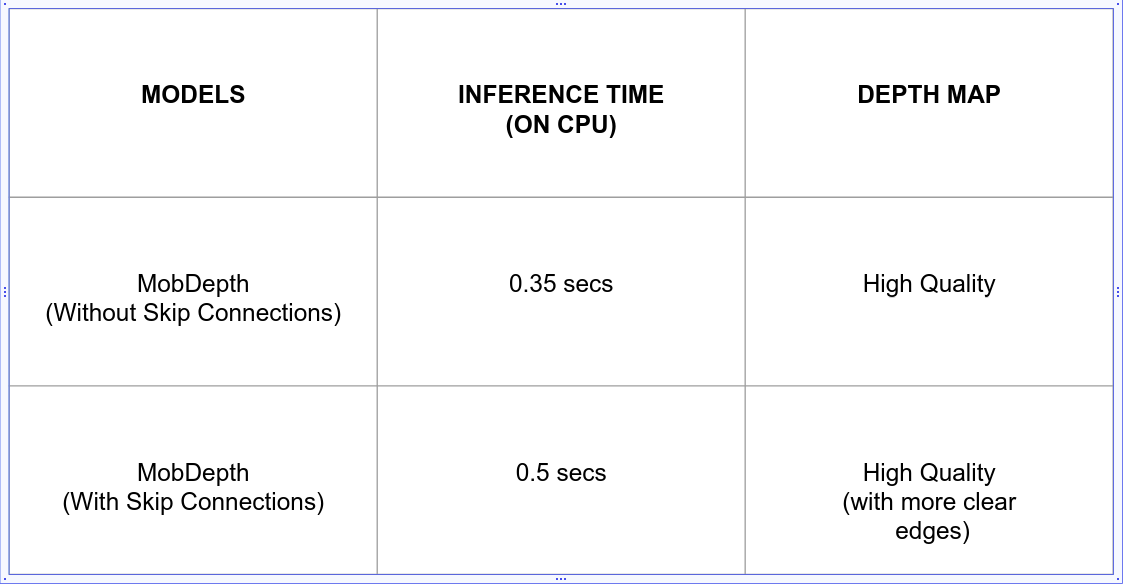 MODELS
INFERENCE TIME
(ON CPU)
DEPTH MAP
MobDepth
(Without Skip Connections)
0.35 secs
High Quality
MobDepth
(With Skip Connections)
0.5 secs
High Quality
(with more clear
edges)